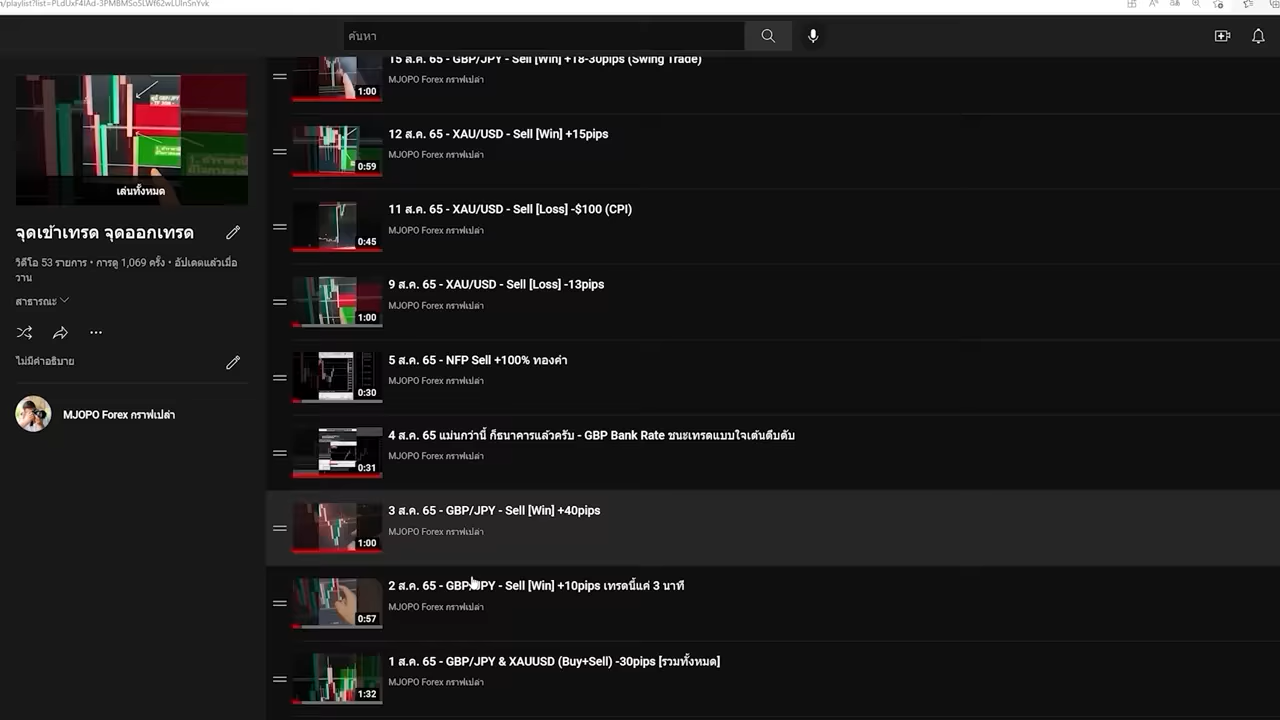 n/playlist?list=PLdUxF4IAd-3PMBMSo5LWf62wLUlnSnYvk
ค้นหา
เล่นทั้งหมด
จุดเข้าเทรด จุดออกเทรด
วิดีโอ 53 รายการ • การดู 1,069 ครั้ง • อัปเดตแล้วเมื่อ
วาน
สาธารณะ
ไม่มีคำอธิบาย
MJOPO Forex กราฟเปล่า
15 ส.ค. 65 - GBP/JPY - Sell [Win] +18-30pips (Swing Trade)
MJOPO Forex กราฟเปล่า
1:00
12 ส.ค. 65 - XAU/USD - Sell [Win] +15pips
MJOPO Forex กราฟเปล่า
0:59
11 ส.ค. 65 - XAU/USD - Sell [Loss] -$100 (CPI)
MJOPO Forex กราฟเปล่า
0:45
9 ส.ค. 65 - XAU/USD - Sell [Loss] -13pips
MJOPO Forex กราฟเปล่า
1:00
5 ส.ค. 65 - NFP Sell +100% ทองคำ
MJOPO Forex กราฟเปล่า
0:30
4 ส.ค. 65 แม่นกว่านี้ ก็ธนาคารแล้วครับ - GBP Bank Rate ชนะเทรดแบบใจเต้นตึบตับ
MJOPO Forex กราฟเปล่า
0:31
3 ส.ค. 65 - GBP/JPY - Sell [Win] +40pips
MJOPO Forex กราฟเปล่า
1:00
2 ส.ค. 65 - GBP/JPY - Sell [Win] +10pips เทรดนี้แค่ 3 นาที
MJOPO Forex กราฟเปล่า
0:57
1 ส.ค. 65 - GBP/JPY & XAUUSD (Buy+Sell) -30pips [รวมทั้งหมด]
MJOPO Forex กราฟเปล่า
1:32